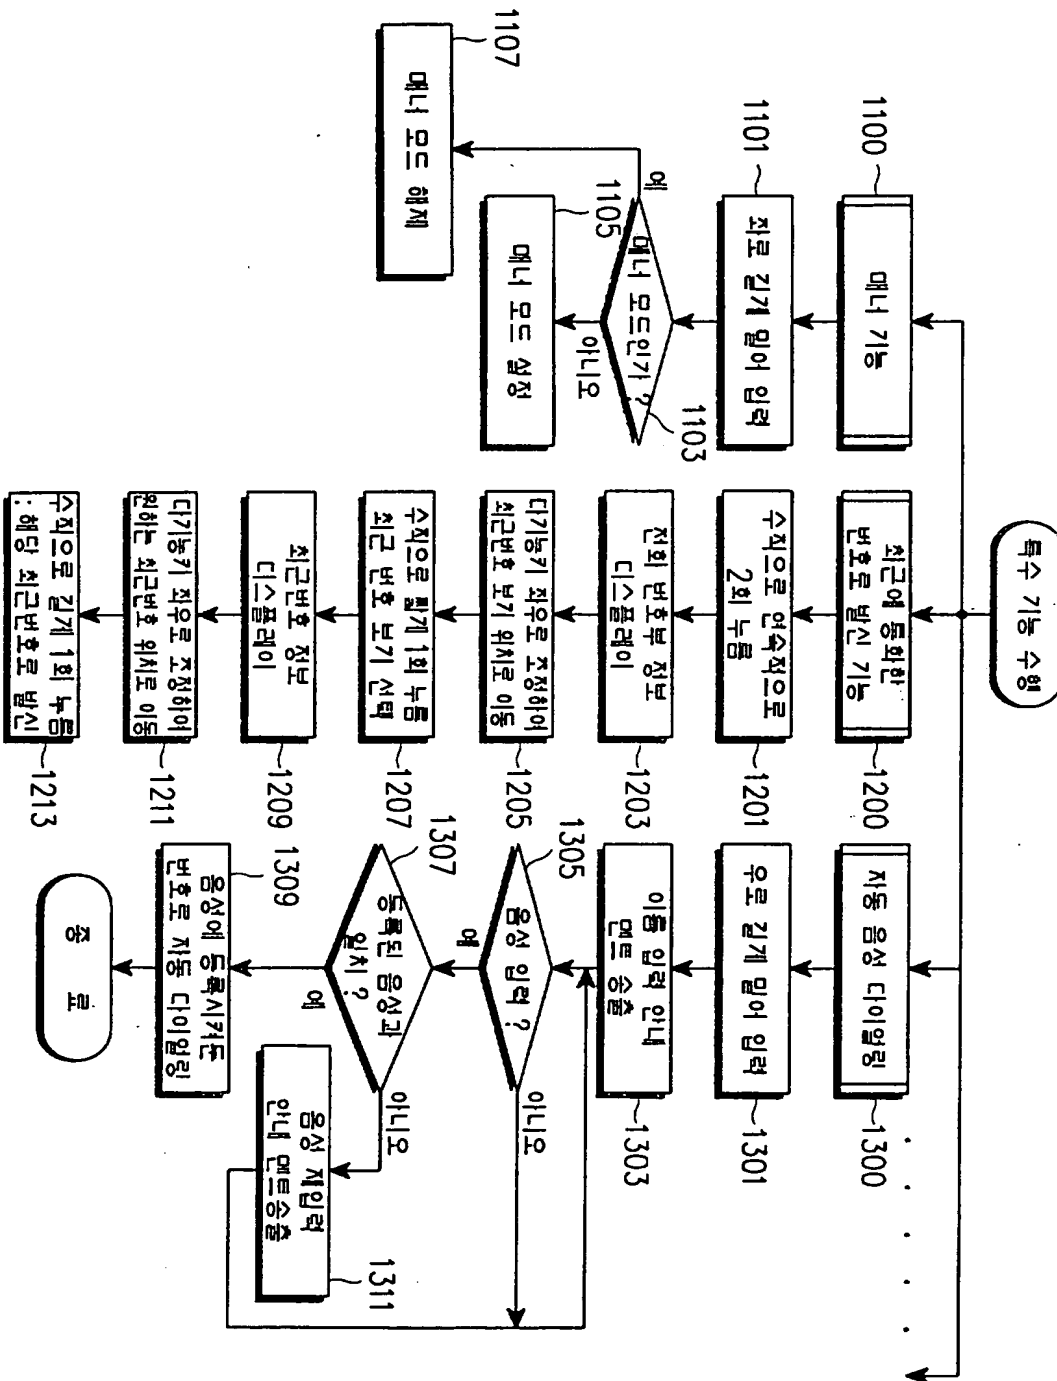 특수 기능 수행
매너 기능
1100
좌로 길게 밀어 입력
1101
매너 모드인가 ?
1103
예
아니오
매너 모드 설정
1105
매너 모드 해제
1107
최근에 통화한
번호로 발신 기능
1200
수직으로 연속적으로
2회 누름
1201
전화 번호부 정보
디스플레이
1203
다기능키 좌우로 조정하여
최근번호 보기 위치로 이동
1205
수직으로 짧게 1회 누름
최근 번호 보기 선택
1207
최근번호 정보
디스플레이
1209
다기능키 좌우로 조정하여
원하는 최근번호 위치로 이동
1211
수직으로 길게 1회 누름
: 해당 최근번호로 발신
1213
자동 음성 다이얼링
1300
우로 길게 밀어 입력
1301
이름 입력 안내
멘트 송출
1303
음성 입력 ?
1305
예
아니오
등록된 음성과
일치 ?
1307
예
아니오
음성에 등록시켜둔
번호로 자동 다이얼링
1309
음성 재입력
안내 멘트송출
1311
종 료